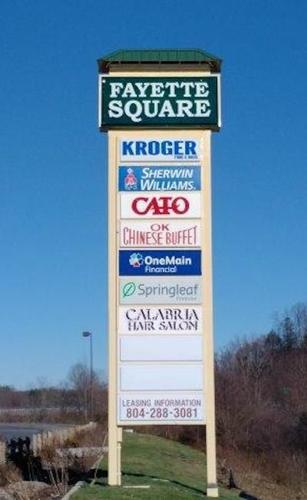 FAYETTE
SQUARE
KROGER
SHERWIN
WILLIAMS.
CATO
OK
CHINESE BUFFET
OneMain
Financial
Springleaf
CALABRIA
HAIR SALON
LEASING INFORMATION
804-288-3081